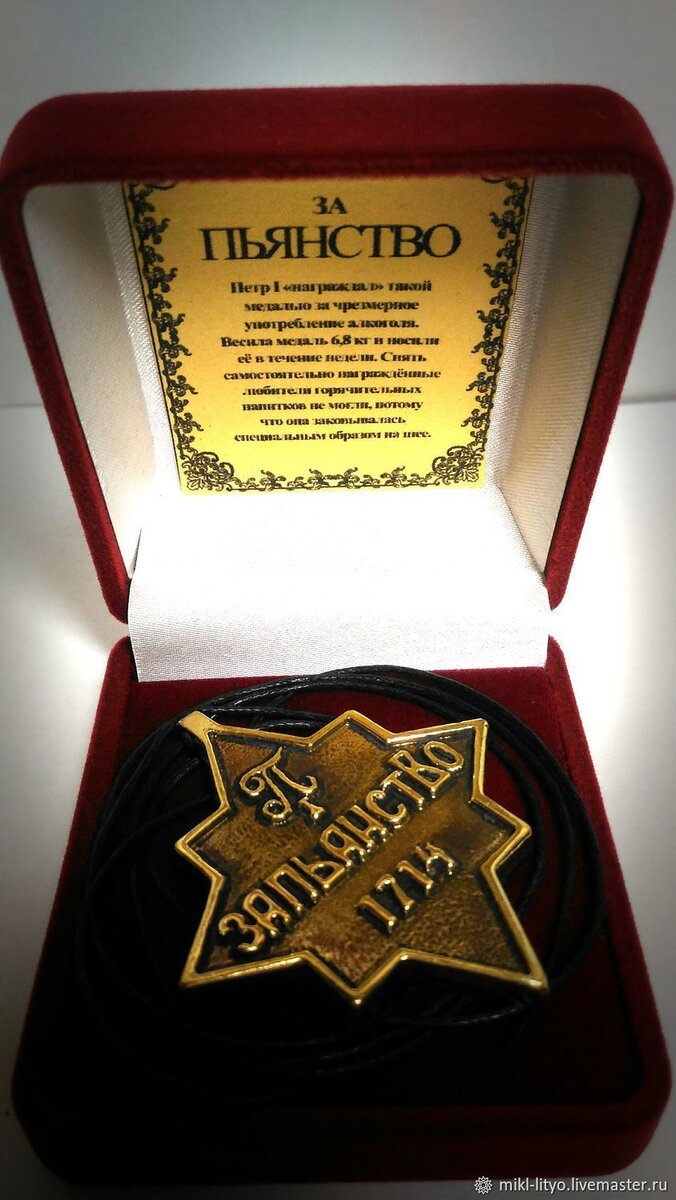 ЗА
ПЬЯНСТВО
Петр I «награждал» такой
медалью за чрезмерное
употребление алкоголя.
Весила медаль 6,8 кг и носили
её в течение недели. Снять
самостоятельно награждённые
любители горячительных
напитков не могли, потому
что она заковывалась
специальным образом на шее.
П
ЗАПЬЯНСТВО
1714
mikl-lityo.livemaster.ru